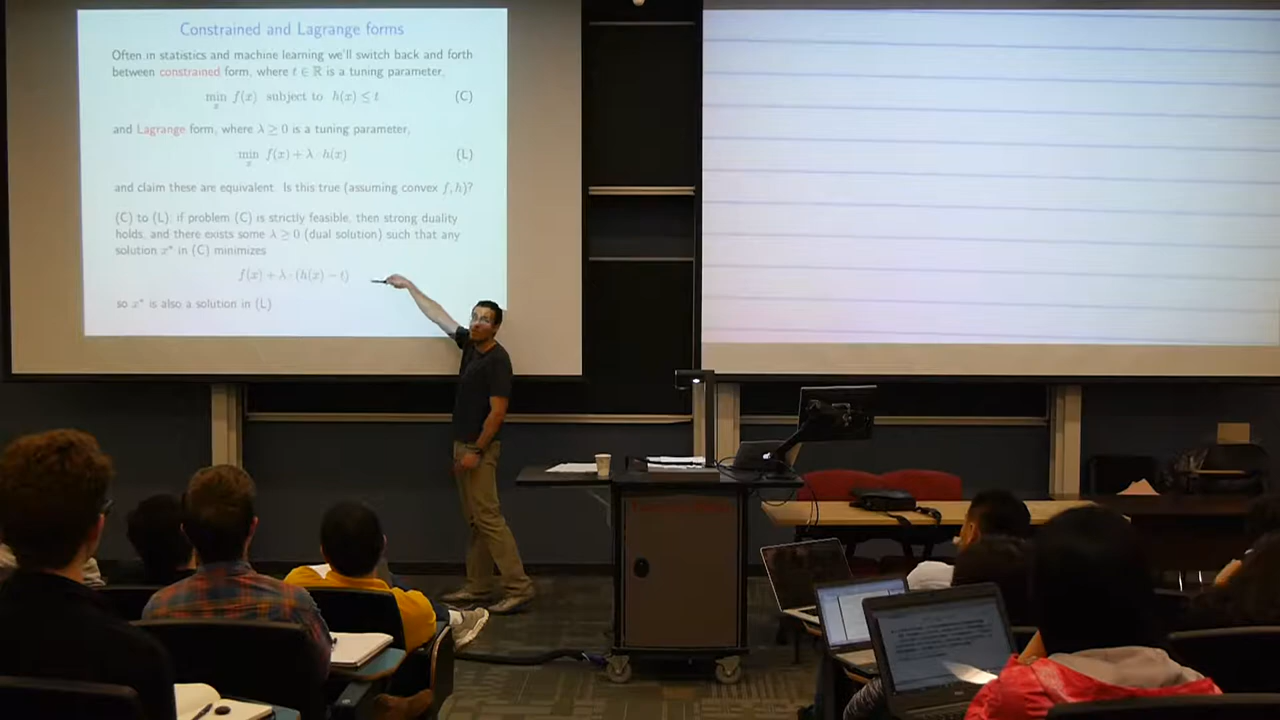 Constrained and Lagrange forms
Often in statistics and machine learning we'll switch back and forth
between constrained form, where t ∈ ℝ is a tuning parameter,
min f(x) subject to h(x) ≤ t (C)
x
and Lagrange form, where λ ≥ 0 is a tuning parameter,
min f(x) + λ · h(x) (L)
x
and claim these are equivalent. Is this true (assuming convex f, h)?
(C) to (L): if problem (C) is strictly feasible, then strong duality
holds, and there exists some λ ≥ 0 (dual solution) such that any
solution x* in (C) minimizes
f(x) + λ · (h(x) − t)
so x* is also a solution in (L)